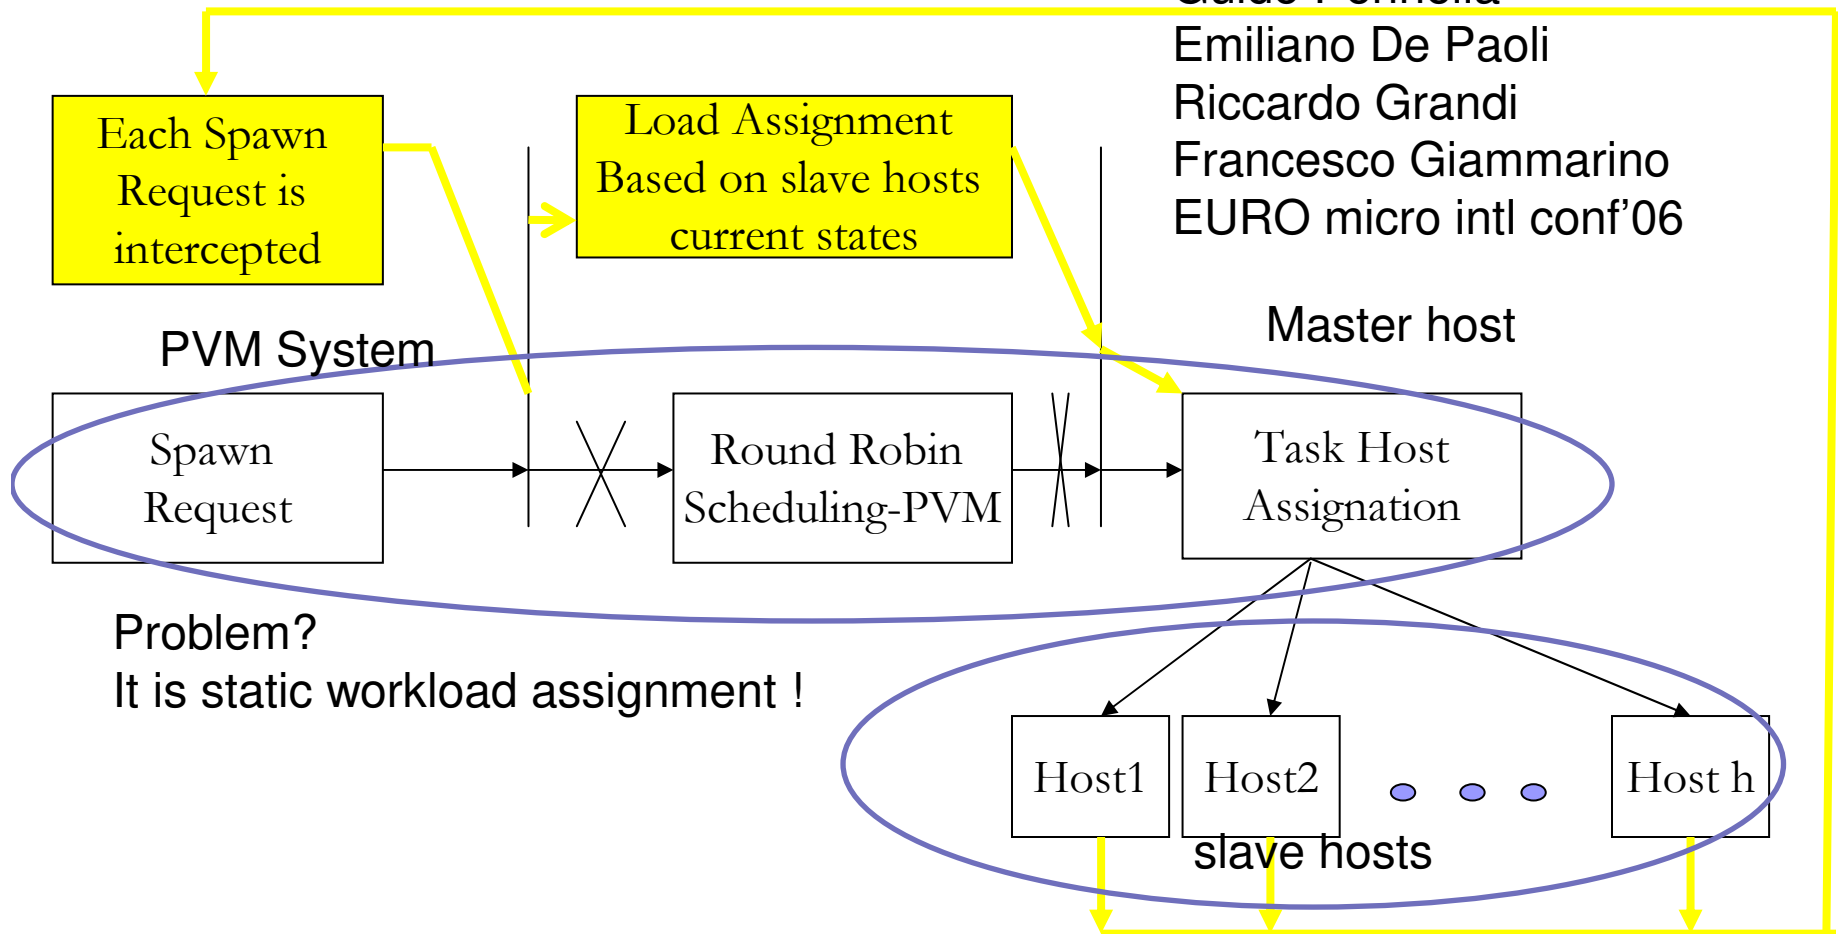 Emiliano De Paoli
Riccardo Grandi
Francesco Giammarino
EURO micro intl conf'06
Each Spawn
Request is
intercepted
Load Assignment
Based on slave hosts
current states
Master host
PVM System
Spawn
Request
Round Robin
Scheduling-PVM
Task Host
Assignation
Problem?
It is static workload assignment !
Host1
Host2
Host h
slave hosts